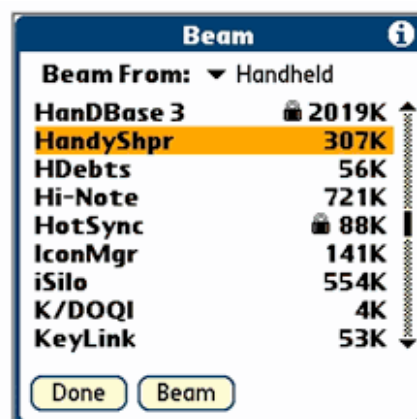 Beam
Beam From: Handheld
HanDBase 3 2019K
HandyShpr 307K
HDebts 56K
Hi-Note 721K
HotSync 88K
IconMgr 141K
iSilo 554K
K/DOQI 4K
KeyLink 53K
Done Beam